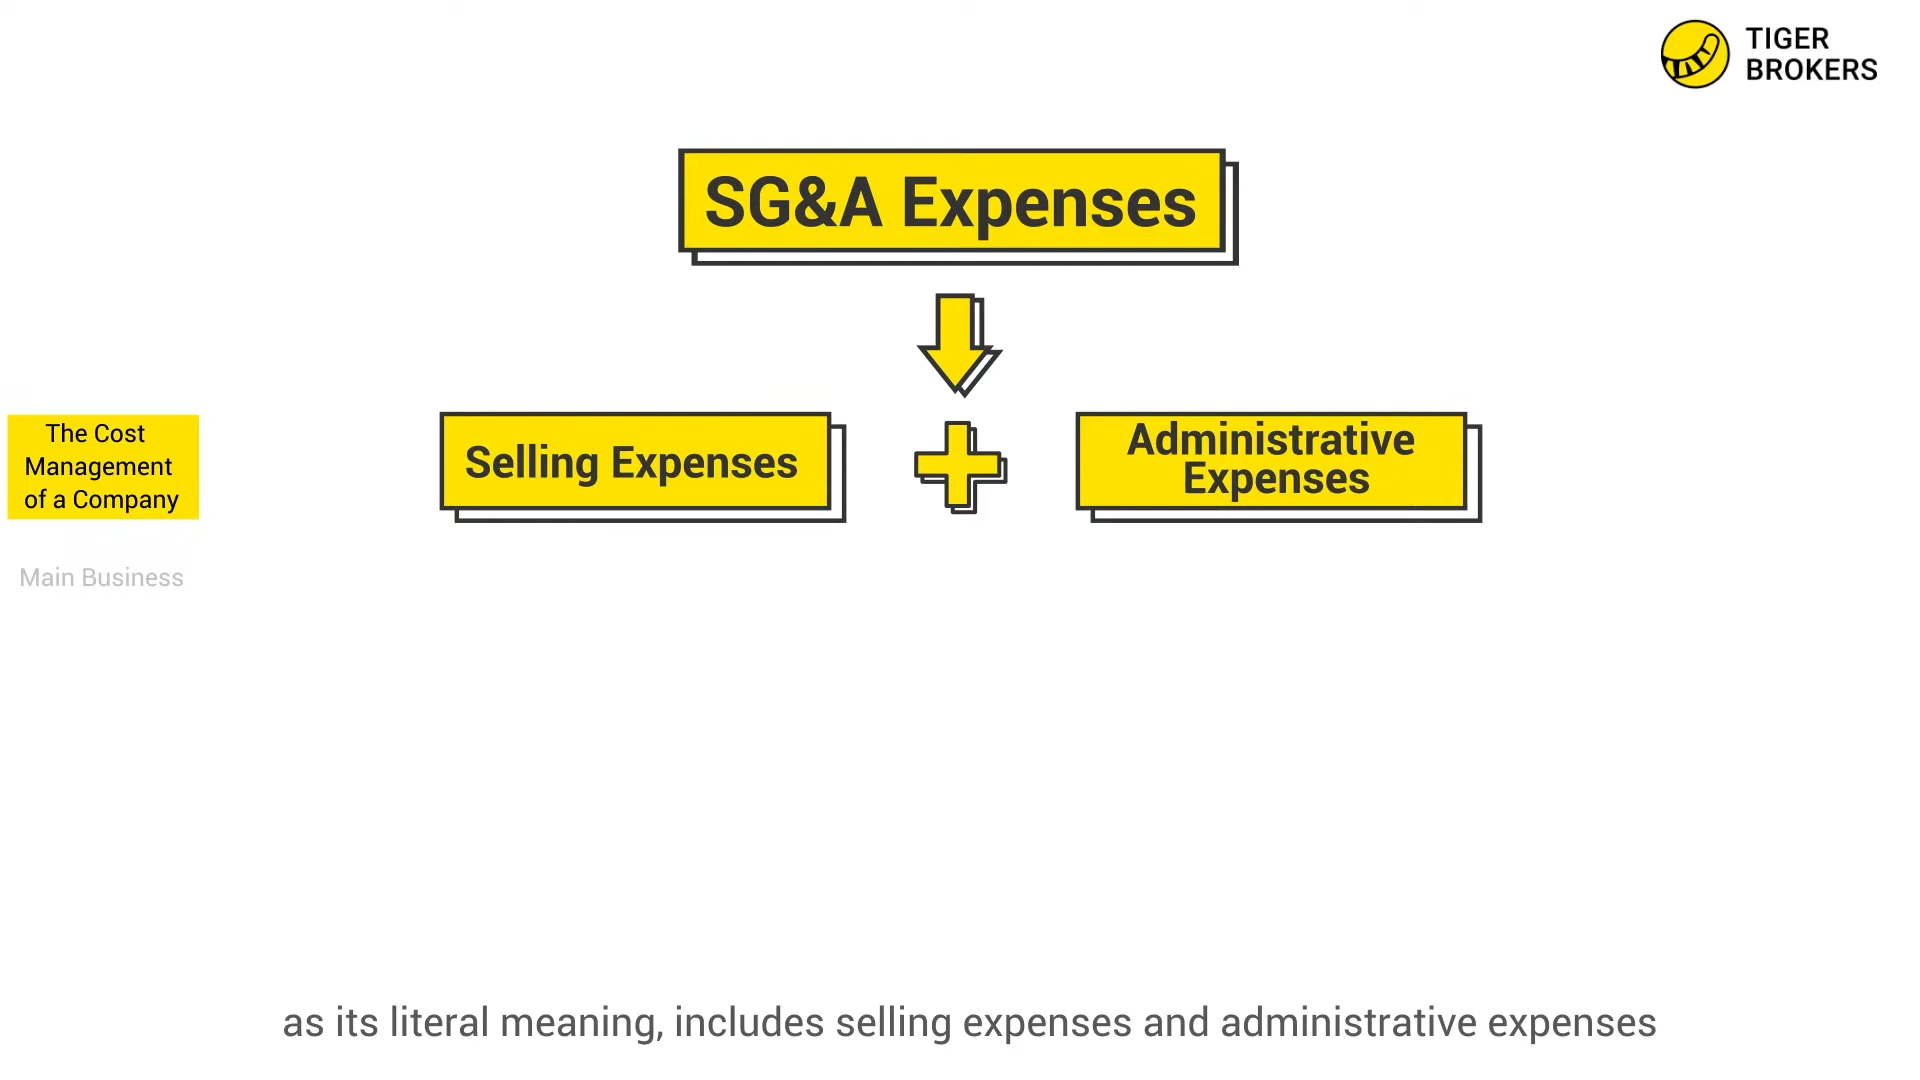 TIGER
BROKERS
SG&A Expenses
Selling Expenses
Administrative
Expenses
The Cost
Management
of a Company
Main Business
as its literal meaning, includes selling expenses and administrative expenses